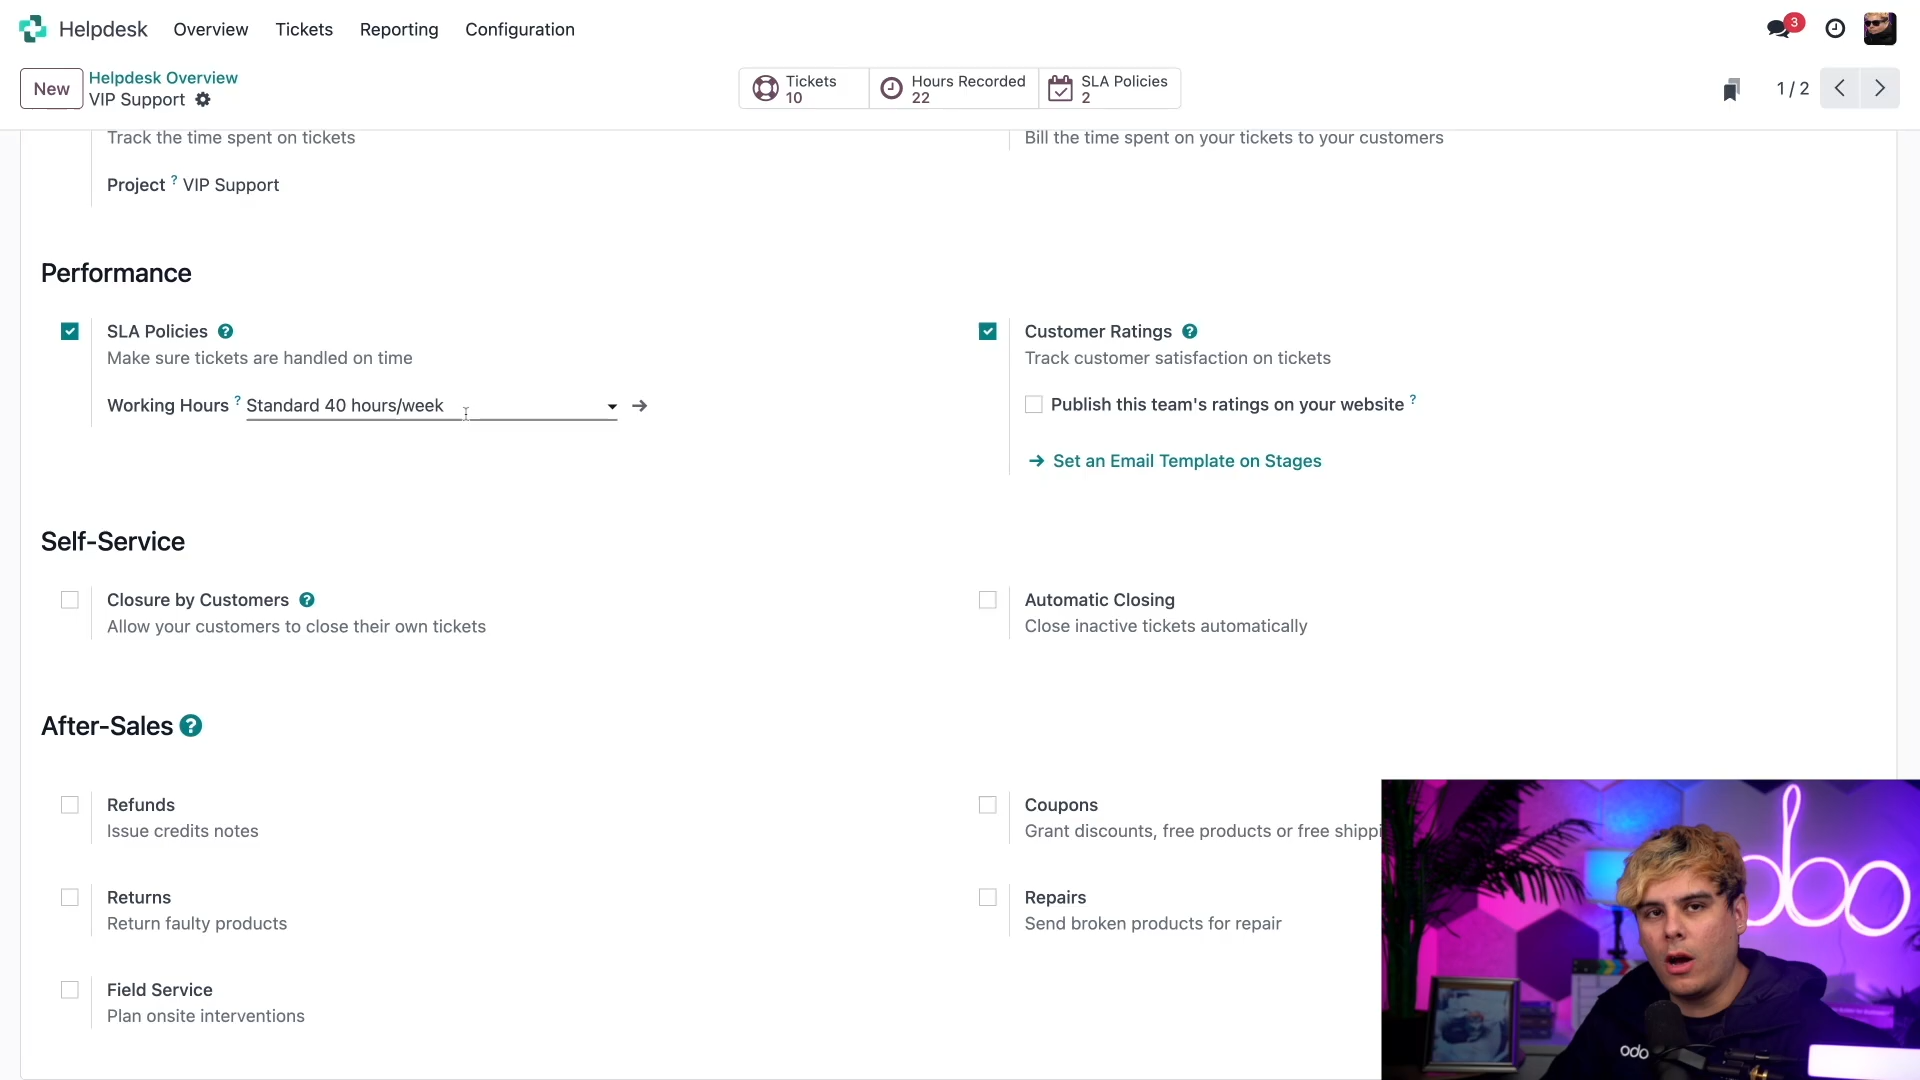 Helpdesk Overview Tickets Reporting Configuration 3
New Helpdesk Overview
VIP Support
Tickets
10
Hours Recorded
22
SLA Policies
2
1 / 2
Track the time spent on tickets
Bill the time spent on your tickets to your customers
Project ? VIP Support
Performance
SLA Policies ?
Make sure tickets are handled on time
Working Hours ? Standard 40 hours/week
Customer Ratings ?
Track customer satisfaction on tickets
Publish this team's ratings on your website ?
Set an Email Template on Stages
Self-Service
Closure by Customers ?
Allow your customers to close their own tickets
Automatic Closing
Close inactive tickets automatically
After-Sales ?
Refunds
Issue credits notes
Coupons
Grant discounts, free products or free shippi
Returns
Return faulty products
Repairs
Send broken products for repair
Field Service
Plan onsite interventions
odoo